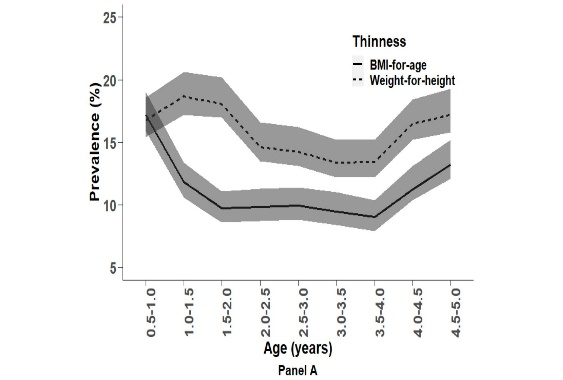 25
20
15
10
5
Prevalence (%)
Thinness
BMI-for-age
Weight-for-height
0.5-1.0
1.0-1.5
1.5-2.0
2.0-2.5
2.5-3.0
3.0-3.5
3.5-4.0
4.0-4.5
4.5-5.0
Age (years)
Panel A